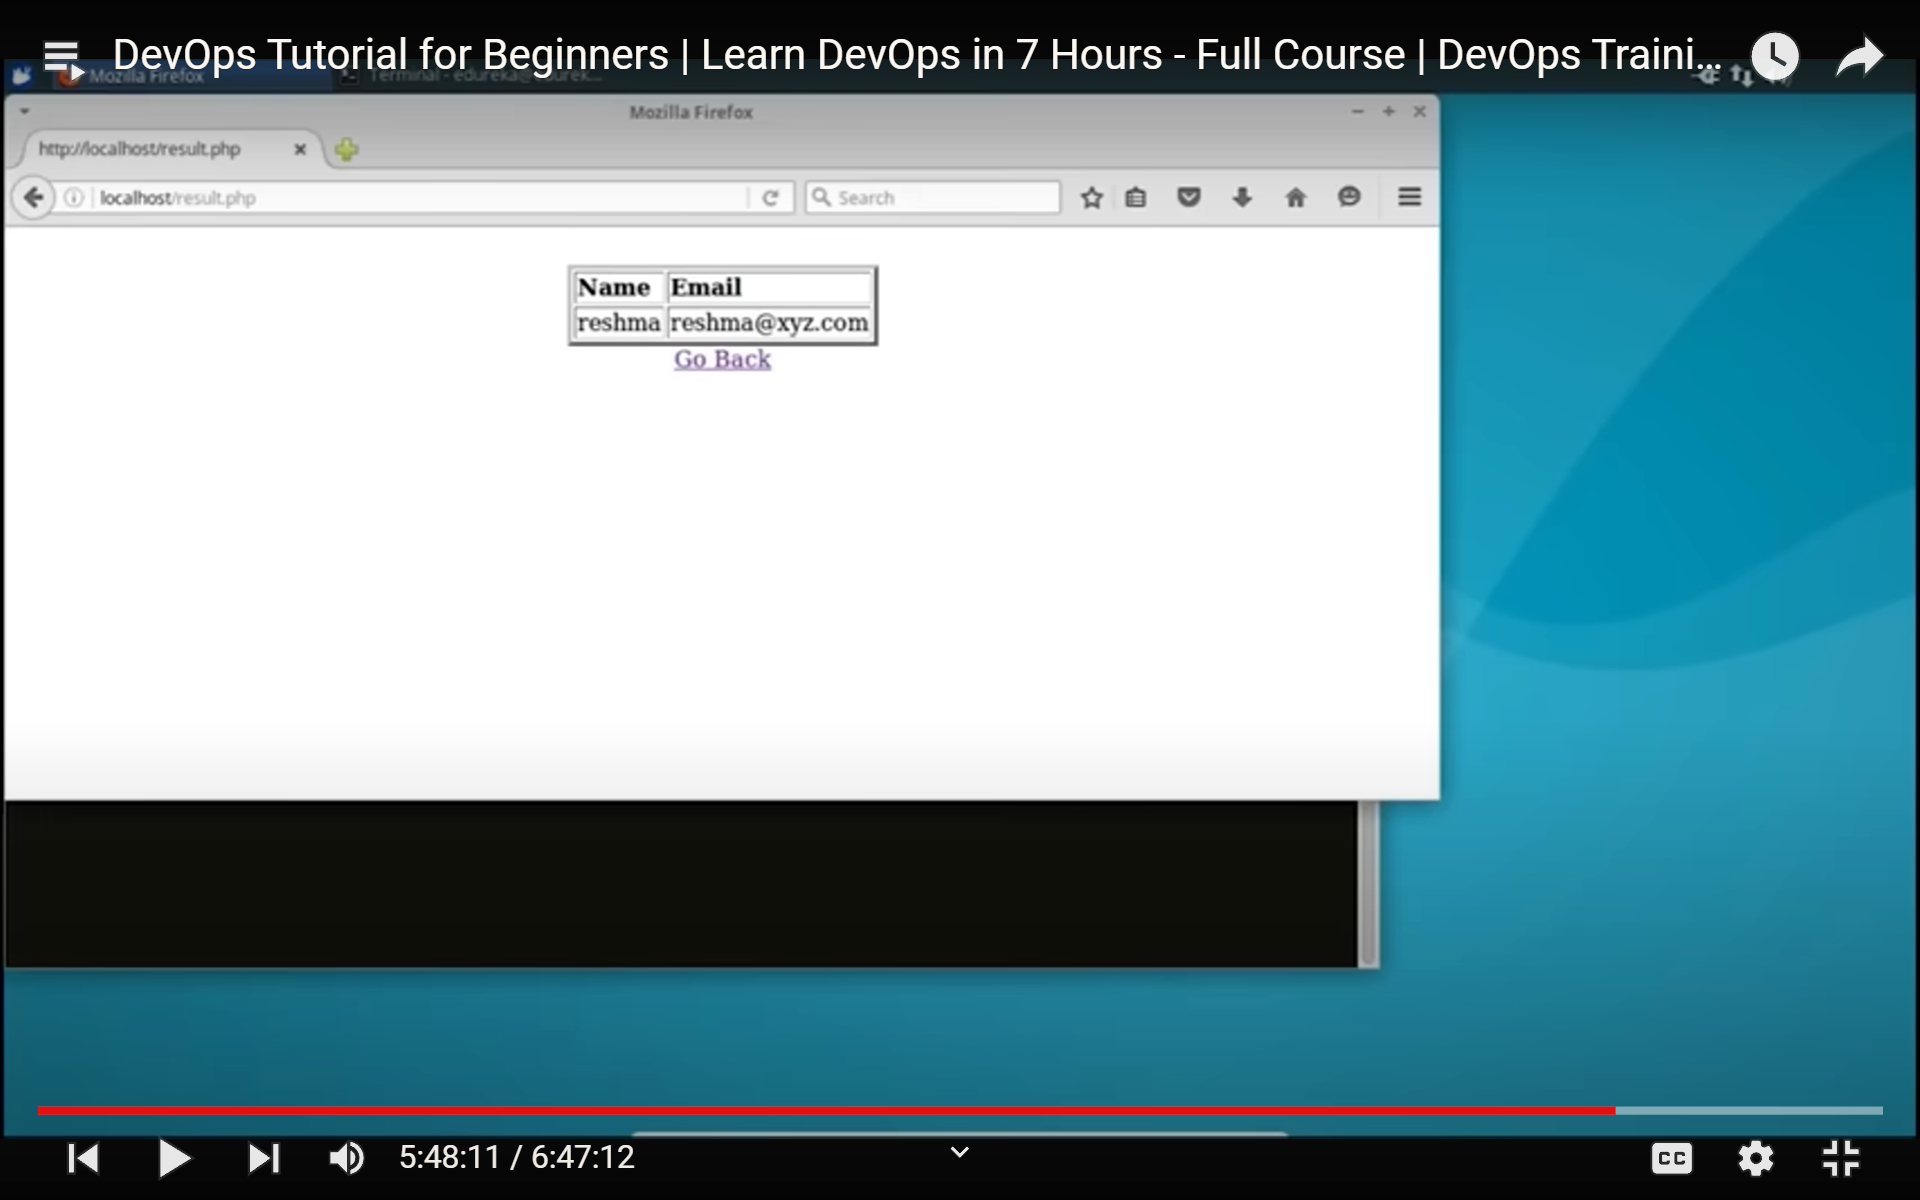 DevOps Tutorial for Beginners | Learn DevOps in 7 Hours - Full Course | DevOps Traini...
Mozilla Firefox
Terminal - edureka@edurek...
Mozilla Firefox
http://localhost/result.php
localhost/result.php
Search
Name Email
reshma reshma@xyz.com
Go Back
5:48:11 / 6:47:12
CC